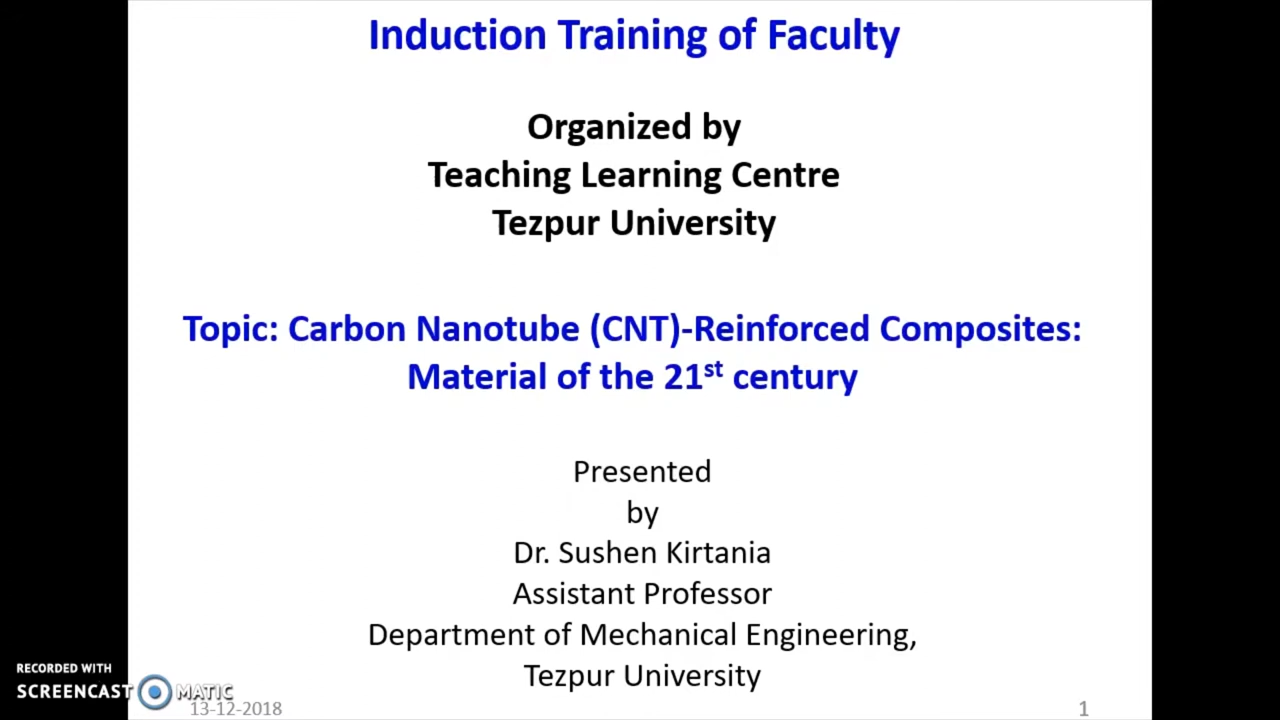 Induction Training of Faculty
Organized by
Teaching Learning Centre
Tezpur University
Topic: Carbon Nanotube (CNT)-Reinforced Composites:
Material of the 21st century
Presented
by
Dr. Sushen Kirtania
Assistant Professor
Department of Mechanical Engineering,
Tezpur University
RECORDED WITH
SCREENCAST MATIC
13-12-2018
1